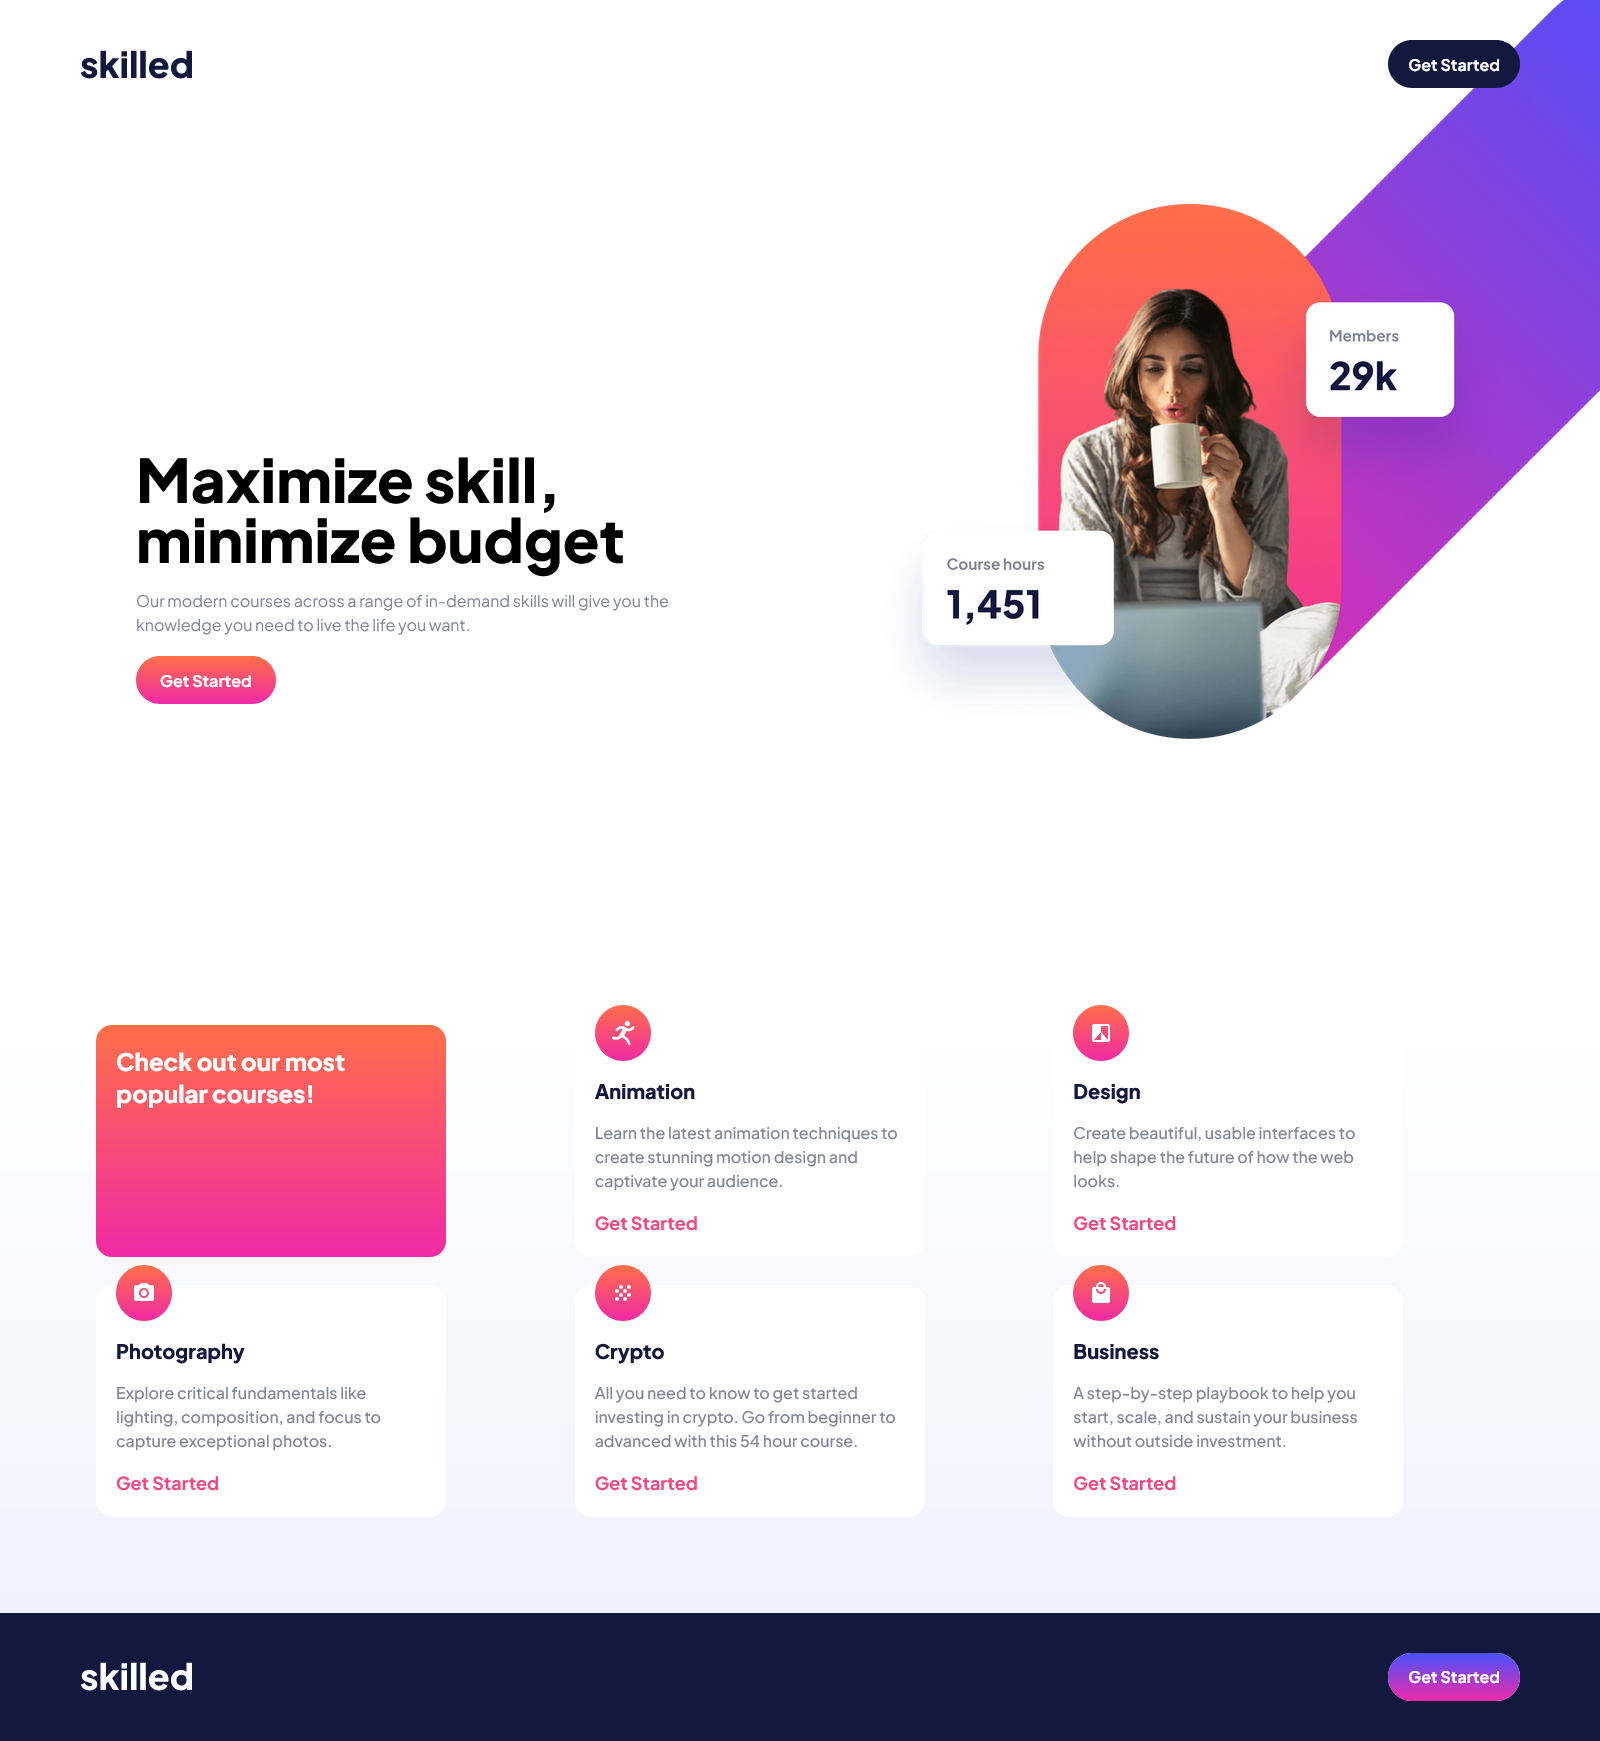 skilled
Get Started
Members
29k
Maximize skill,
minimize budget
Course hours
1,451
Our modern courses across a range of in-demand skills will give you the
knowledge you need to live the life you want.
Get Started
Check out our most
popular courses!
Animation
Learn the latest animation techniques to
create stunning motion design and
captivate your audience.
Get Started
Design
Create beautiful, usable interfaces to
help shape the future of how the web
looks.
Get Started
Photography
Explore critical fundamentals like
lighting, composition, and focus to
capture exceptional photos.
Get Started
Crypto
All you need to know to get started
investing in crypto. Go from beginner to
advanced with this 54 hour course.
Get Started
Business
A step-by-step playbook to help you
start, scale, and sustain your business
without outside investment.
Get Started
skilled
Get Started